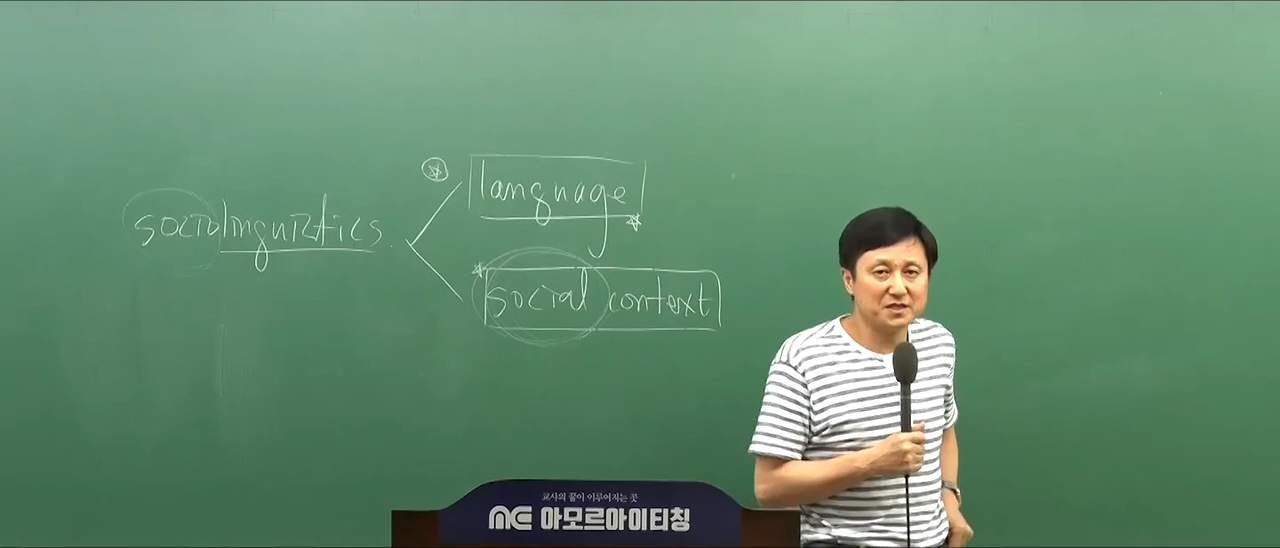 sociolinguistics
language
social context
교사의 꿈이 이루어지는 곳
아모르아이티칭